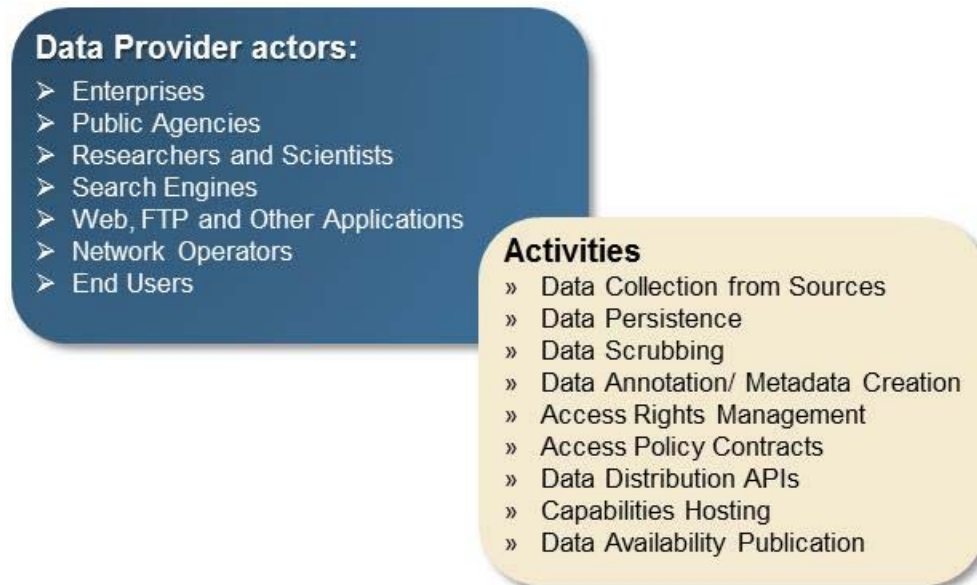 Data Provider actors:
➢ Enterprises
➢ Public Agencies
➢ Researchers and Scientists
➢ Search Engines
➢ Web, FTP and Other Applications
➢ Network Operators
➢ End Users
Activities
» Data Collection from Sources
» Data Persistence
» Data Scrubbing
» Data Annotation/ Metadata Creation
» Access Rights Management
» Access Policy Contracts
» Data Distribution APIs
» Capabilities Hosting
» Data Availability Publication